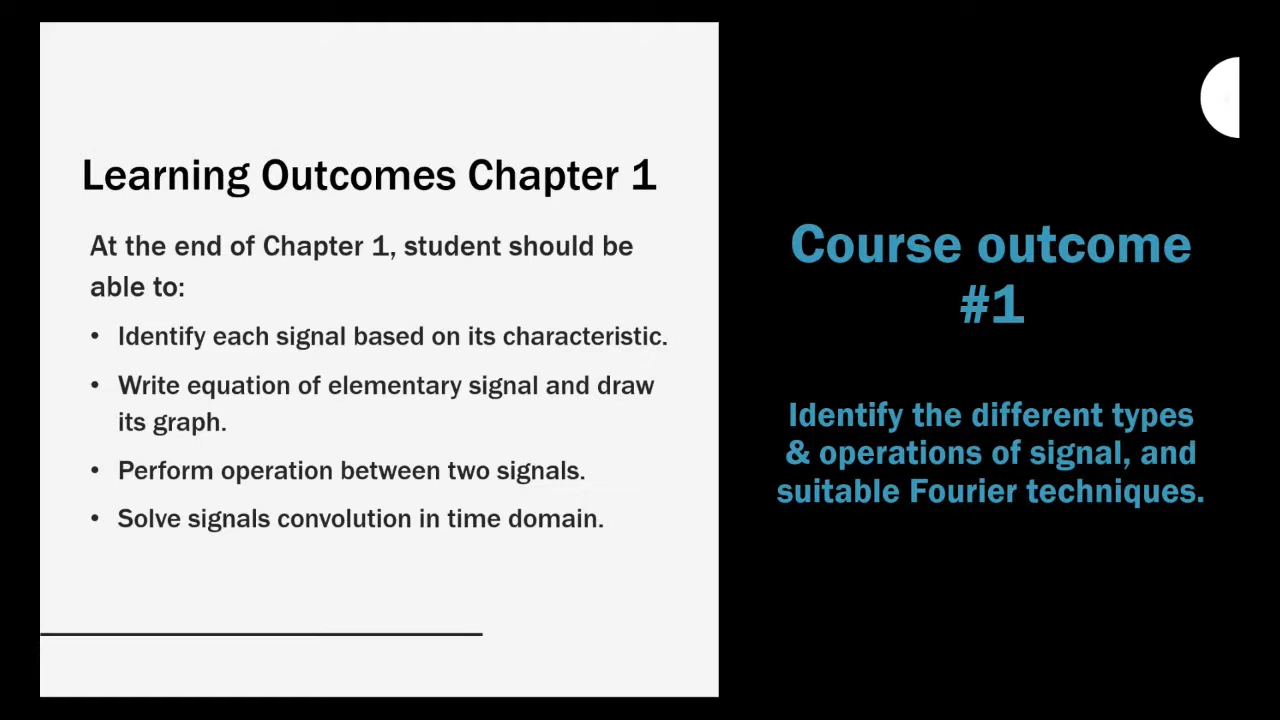 Learning Outcomes Chapter 1
At the end of Chapter 1, student should be
able to:
• Identify each signal based on its characteristic.
• Write equation of elementary signal and draw
its graph.
• Perform operation between two signals.
• Solve signals convolution in time domain.
Course outcome
#1
Identify the different types
& operations of signal, and
suitable Fourier techniques.